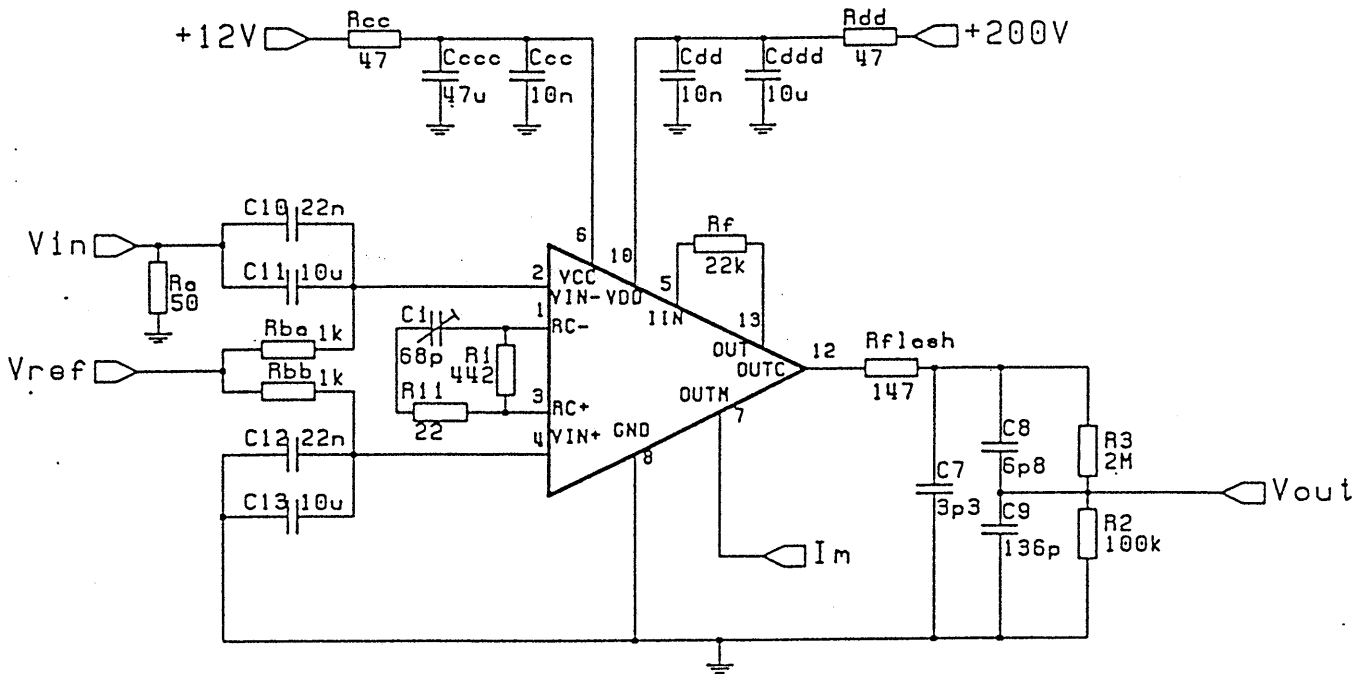 +12V
Rcc
47
Cccc
47u
Ccc
10n
Cdd
10n
Cddd
10u
Rdd
47
+200V
Vin
Ra
50
C10 22n
C11 10u
Rba 1k
Vref
Rbb 1k
C12 22n
C13 10u
C1
68p
R1
442
R11
22
6
10
5
13
12
7
8
2
1
3
4
VCC
VIN-
VDD
RC-
IIN
OUT
OUTC
OUTM
RC+
VIN+
GND
Rf
22k
Rflash
147
Im
C7
3p3
C8
6p8
C9
136p
R3
2M
R2
100k
Vout